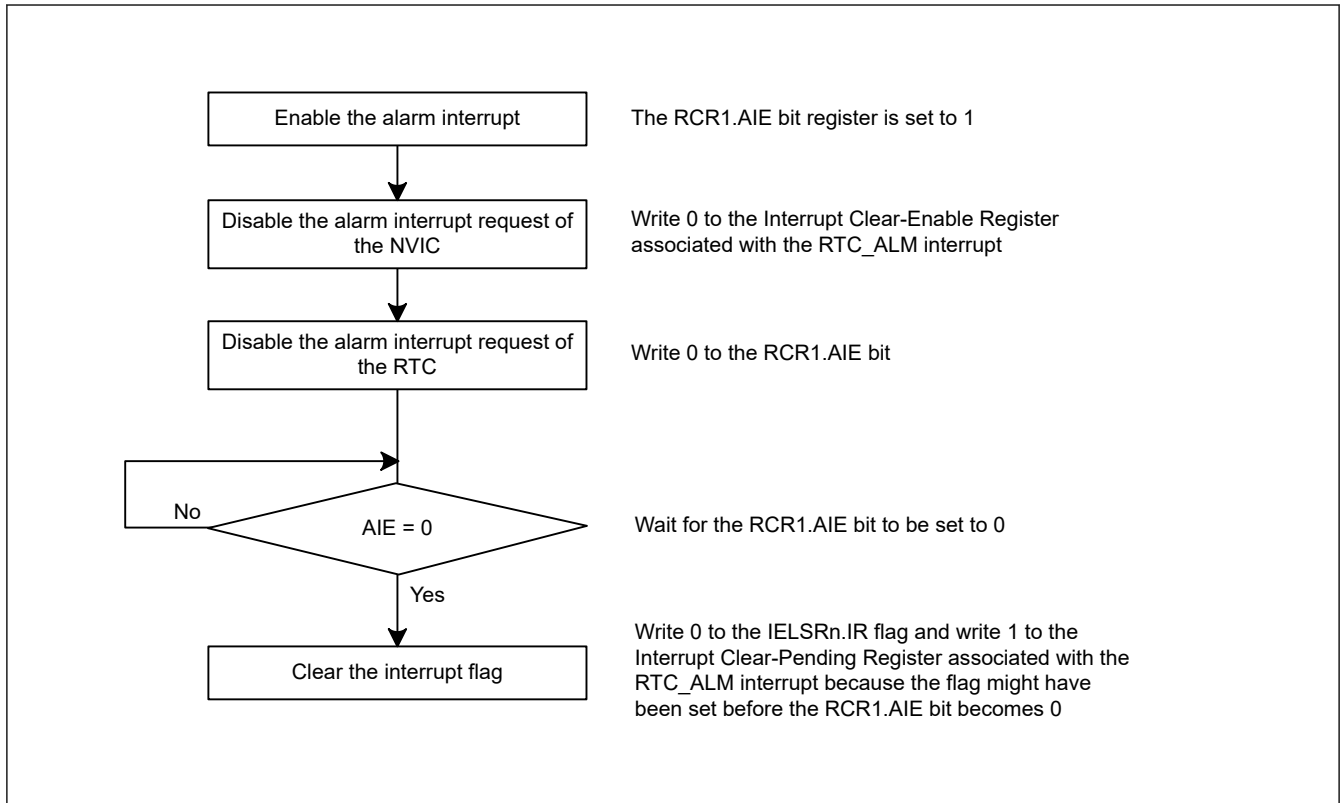 Enable the alarm interrupt
The RCR1.AIE bit register is set to 1
Disable the alarm interrupt request of
the NVIC
Write 0 to the Interrupt Clear-Enable Register
associated with the RTC_ALM interrupt
Disable the alarm interrupt request of
the RTC
Write 0 to the RCR1.AIE bit
No
AIE = 0
Wait for the RCR1.AIE bit to be set to 0
Yes
Clear the interrupt flag
Write 0 to the IELSRn.IR flag and write 1 to the
Interrupt Clear-Pending Register associated with the
RTC_ALM interrupt because the flag might have
been set before the RCR1.AIE bit becomes 0